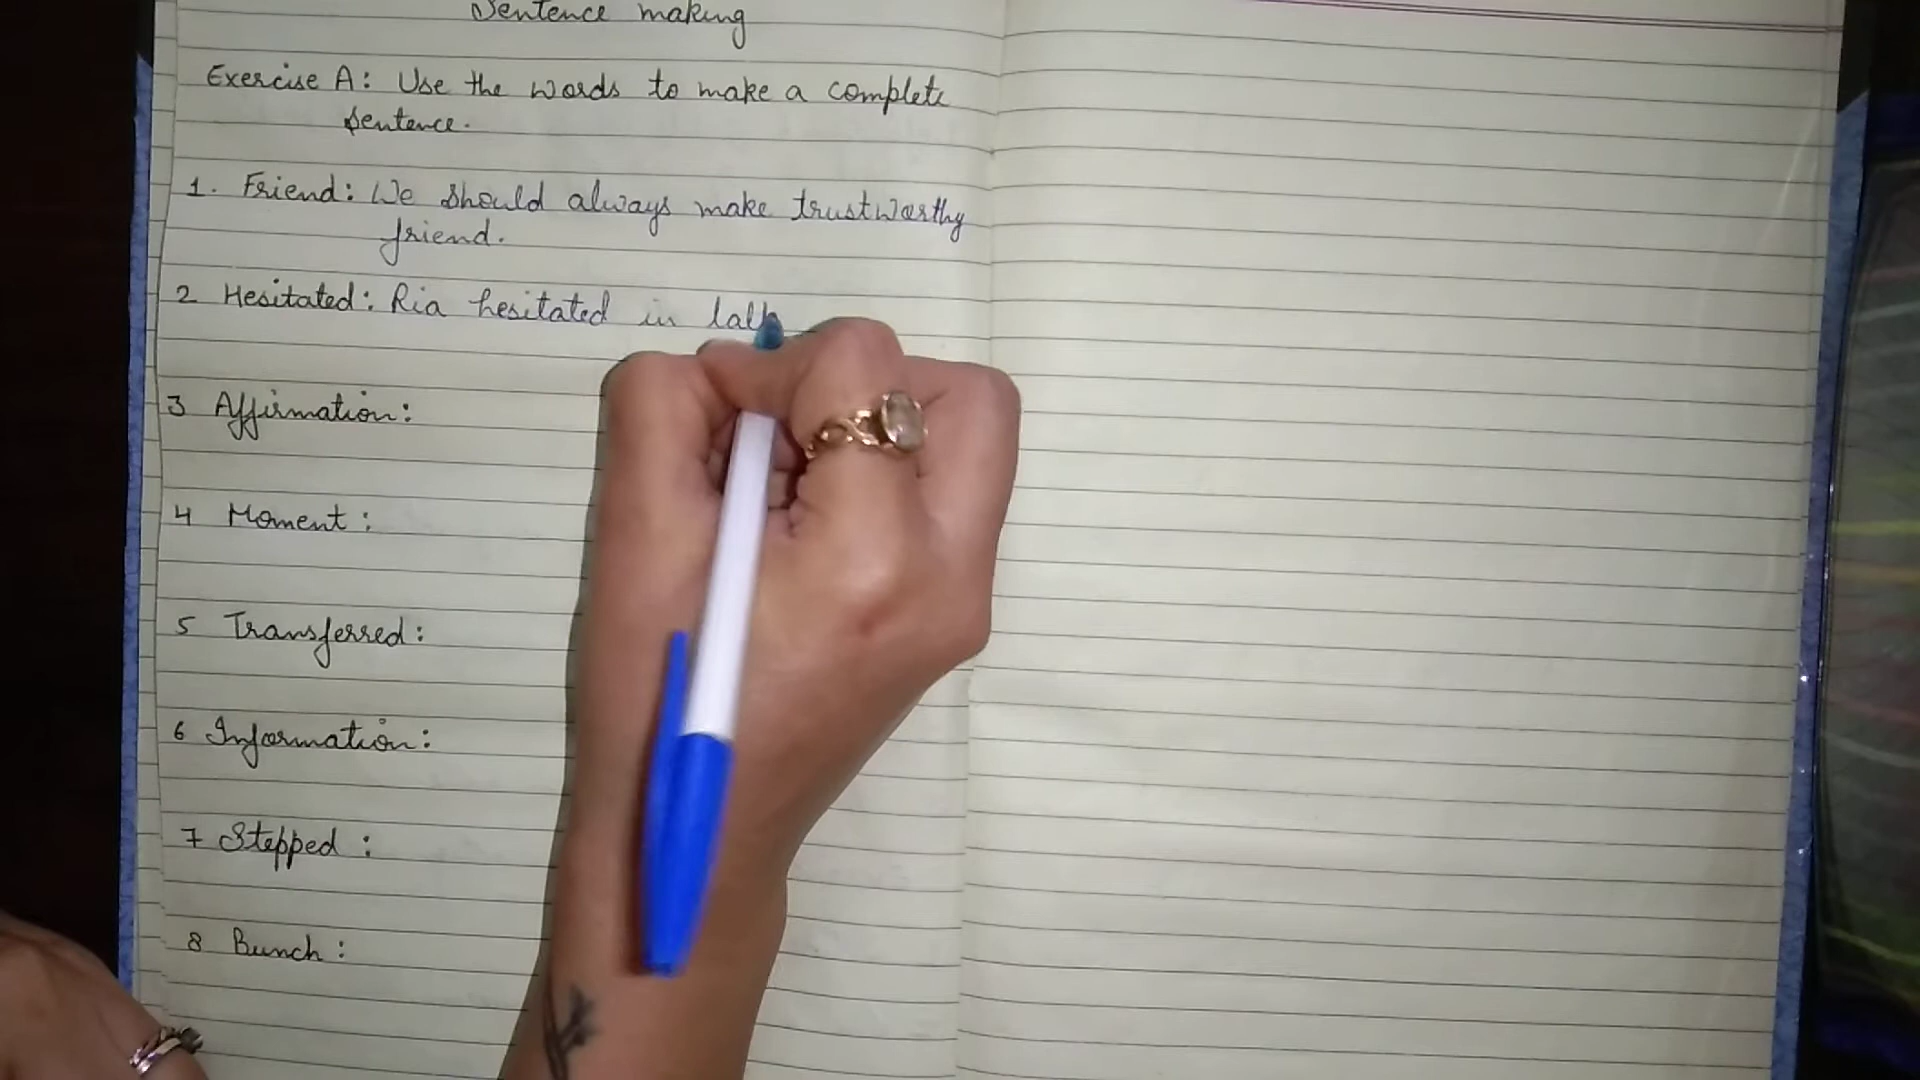 Sentence making
Exercise A: Use the words to make a complete
sentence.
1. Friend: We should always make trustworthy
friend.
2 Hesitated: Ria hesitated in
3 Affirmation:
4 Moment:
5 Transferred:
6 Information:
7 Stepped:
8 Bunch: